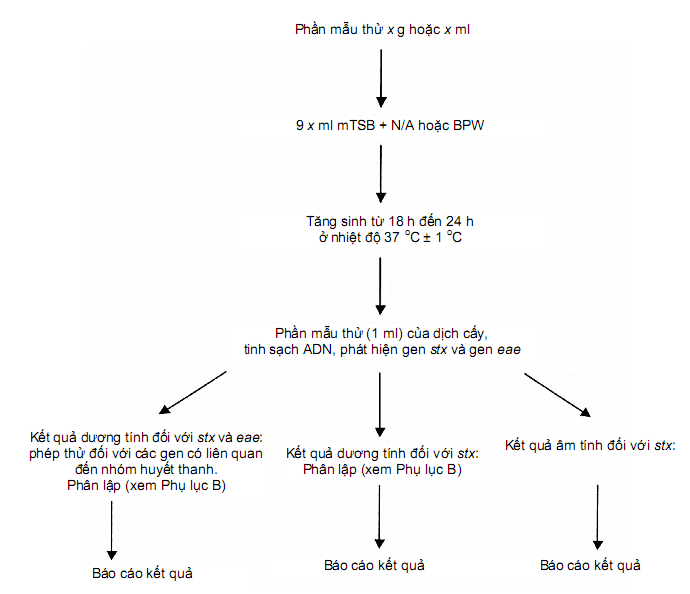 Phần mẫu thử x g hoặc x ml
9 x ml mTSB + N/A hoặc BPW
Tăng sinh từ 18 h đến 24 h
ở nhiệt độ 37 °C ± 1 °C
Phần mẫu thử (1 ml) của dịch cấy,
tinh sạch ADN, phát hiện gen stx và gen eae
Kết quả dương tính đối với stx và eae:
phép thử đối với các gen có liên quan
đến nhóm huyết thanh.
Phân lập (xem Phụ lục B)
Kết quả dương tính đối với stx:
Phân lập (xem Phụ lục B)
Kết quả âm tính đối với stx:
Báo cáo kết quả
Báo cáo kết quả
Báo cáo kết quả